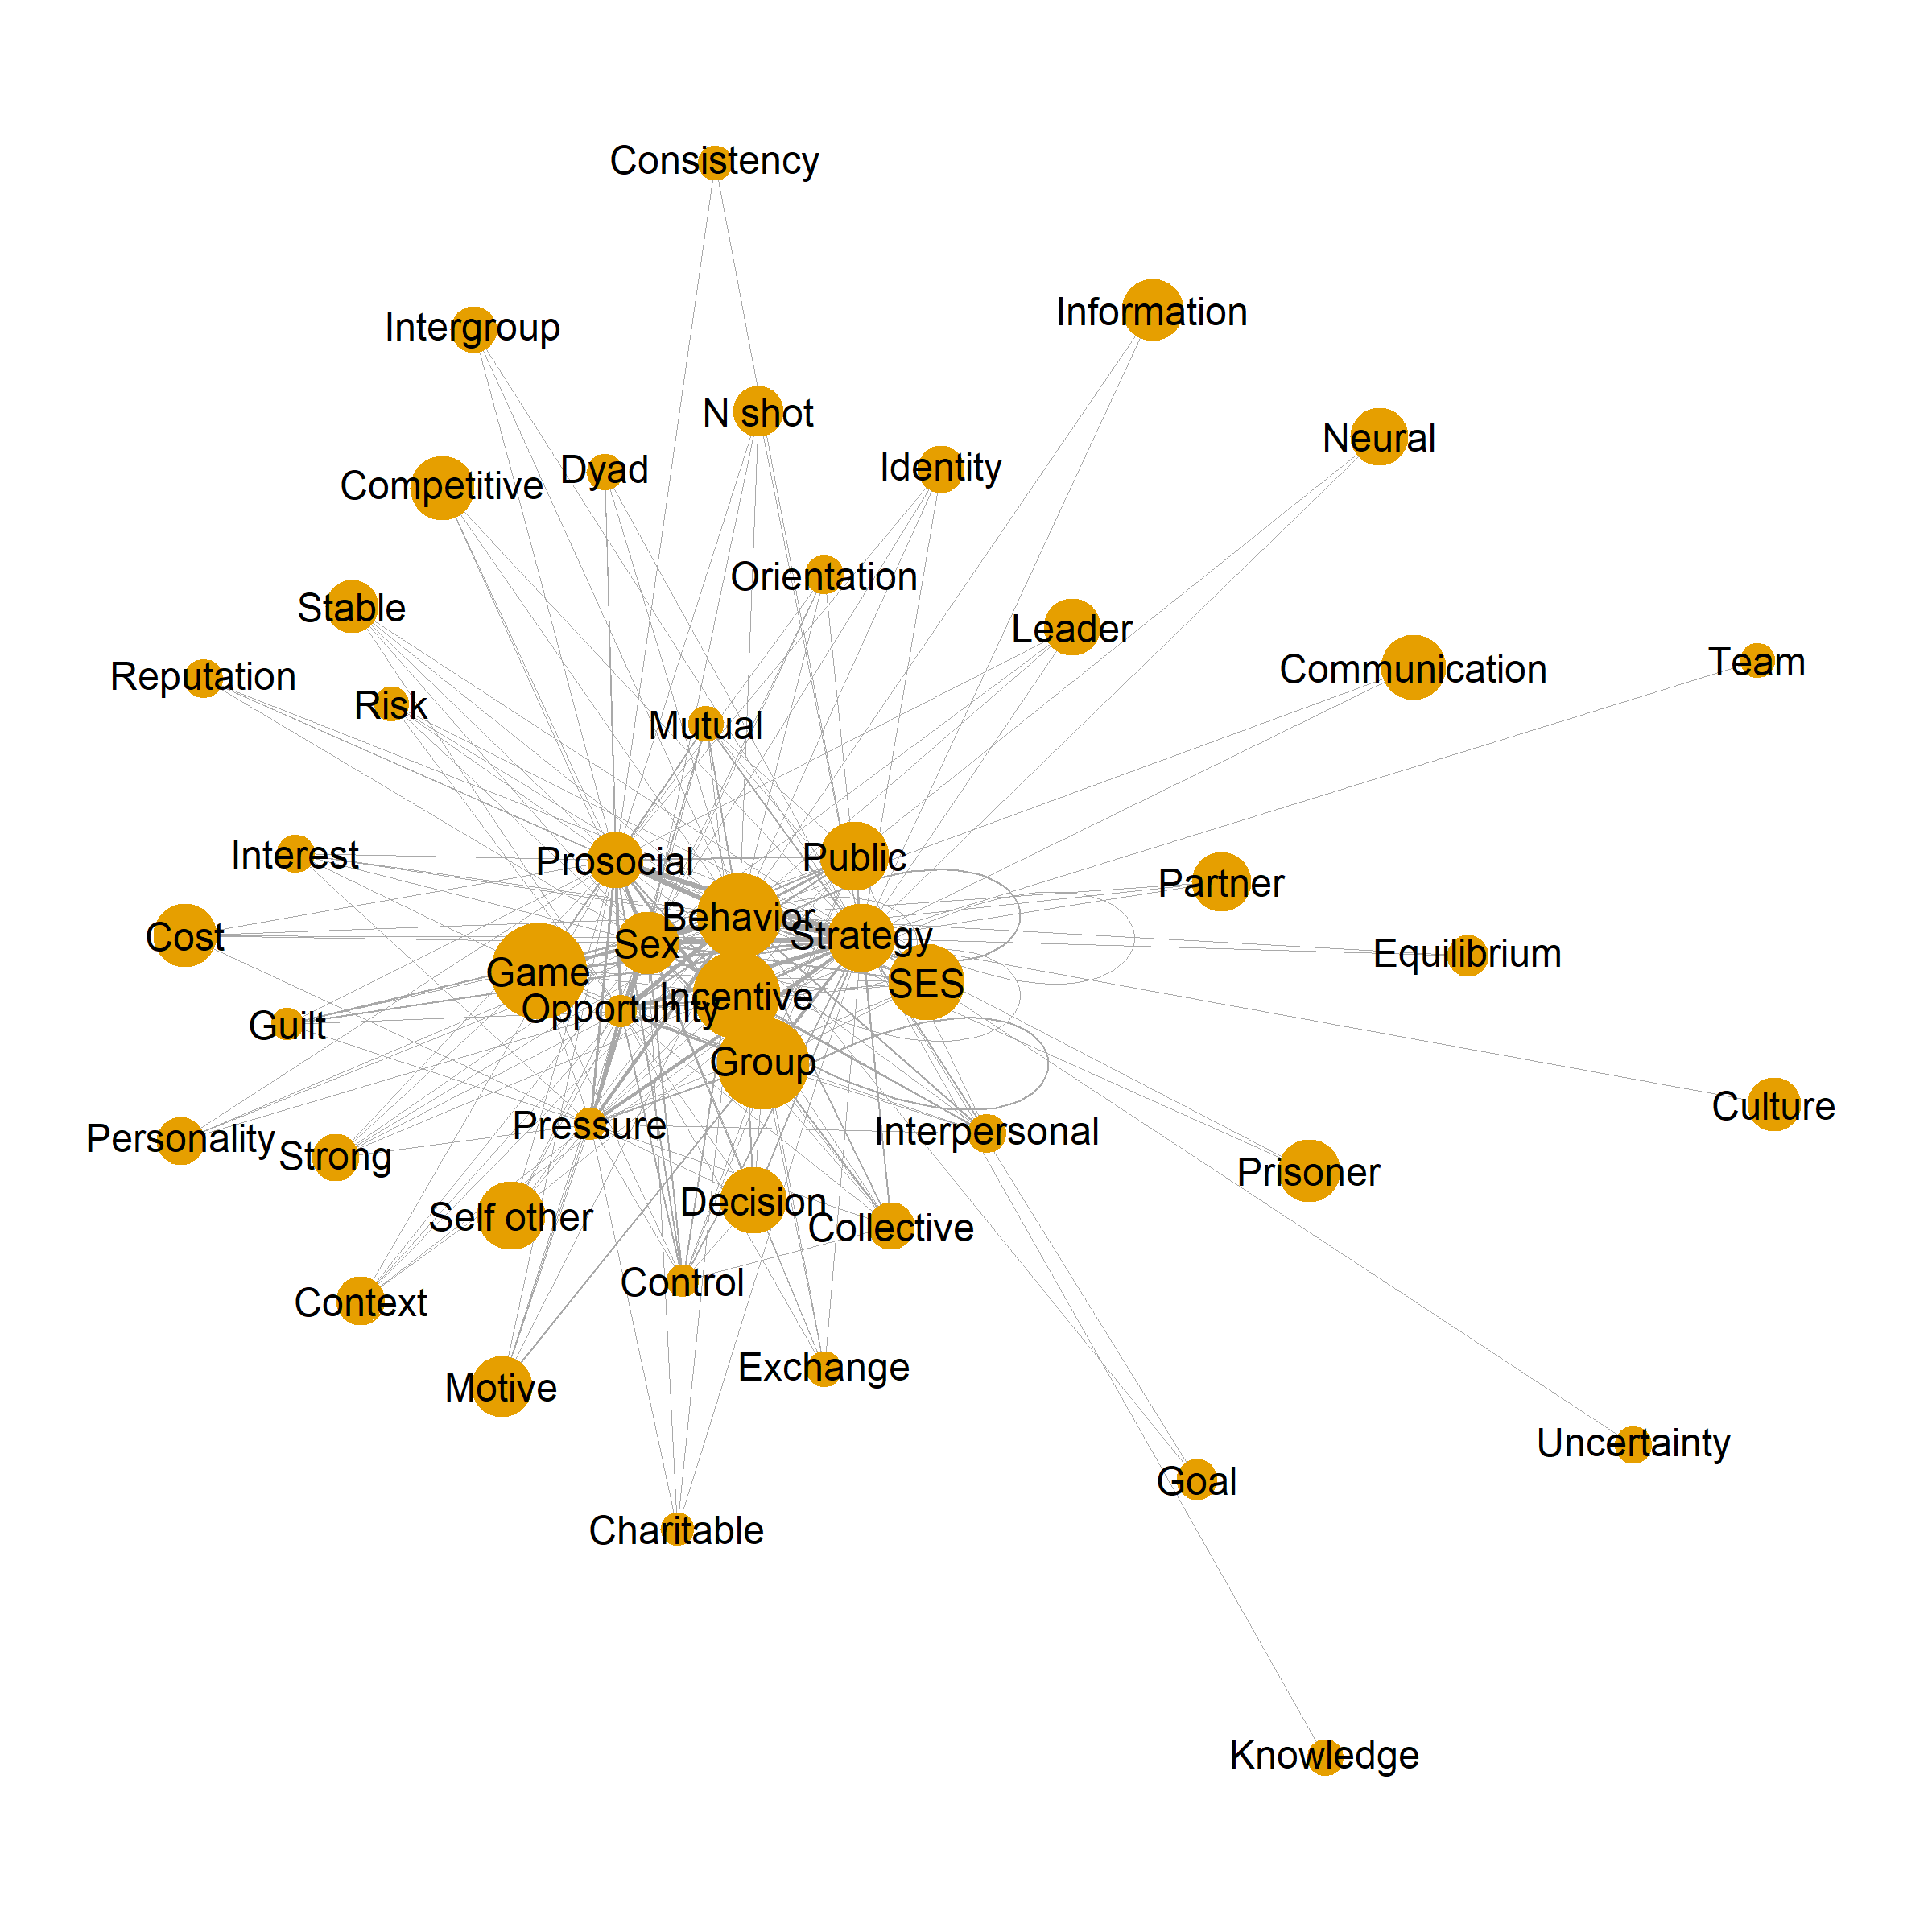 Consistency
Intergroup
Information
N shot
Neural
Competitive
Dyad
Identity
Orientation
Stable
Leader
Communication
Team
Reputation
Risk
Mutual
Interest
Prosocial
Public
Partner
Cost
Behavior
Sex
Strategy
Equilibrium
Game
SES
Incentive
Opportunity
Guilt
Group
Culture
Personality
Strong
Pressure
Interpersonal
Prisoner
Self other
Decision
Collective
Context
Control
Motive
Exchange
Uncertainty
Goal
Charitable
Knowledge